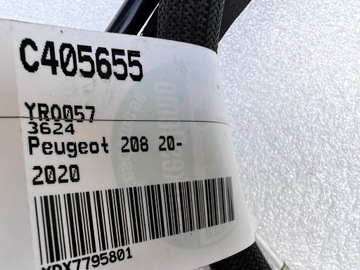 C405655
YR0057
3624
Peugeot 208 20-
2020
XDX7795801